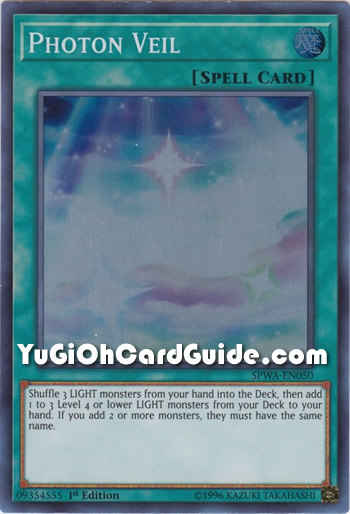 PHOTON VEIL
魔
[SPELL CARD]
YuGiOhCardGuide.com
SPWA-EN050
Shuffle 3 LIGHT monsters from your hand into the Deck, then add
1 to 3 Level 4 or lower LIGHT monsters from your Deck to your
hand. If you add 2 or more monsters, they must have the same
name.
09354555 1st Edition ©1996 KAZUKI TAKAHASHI